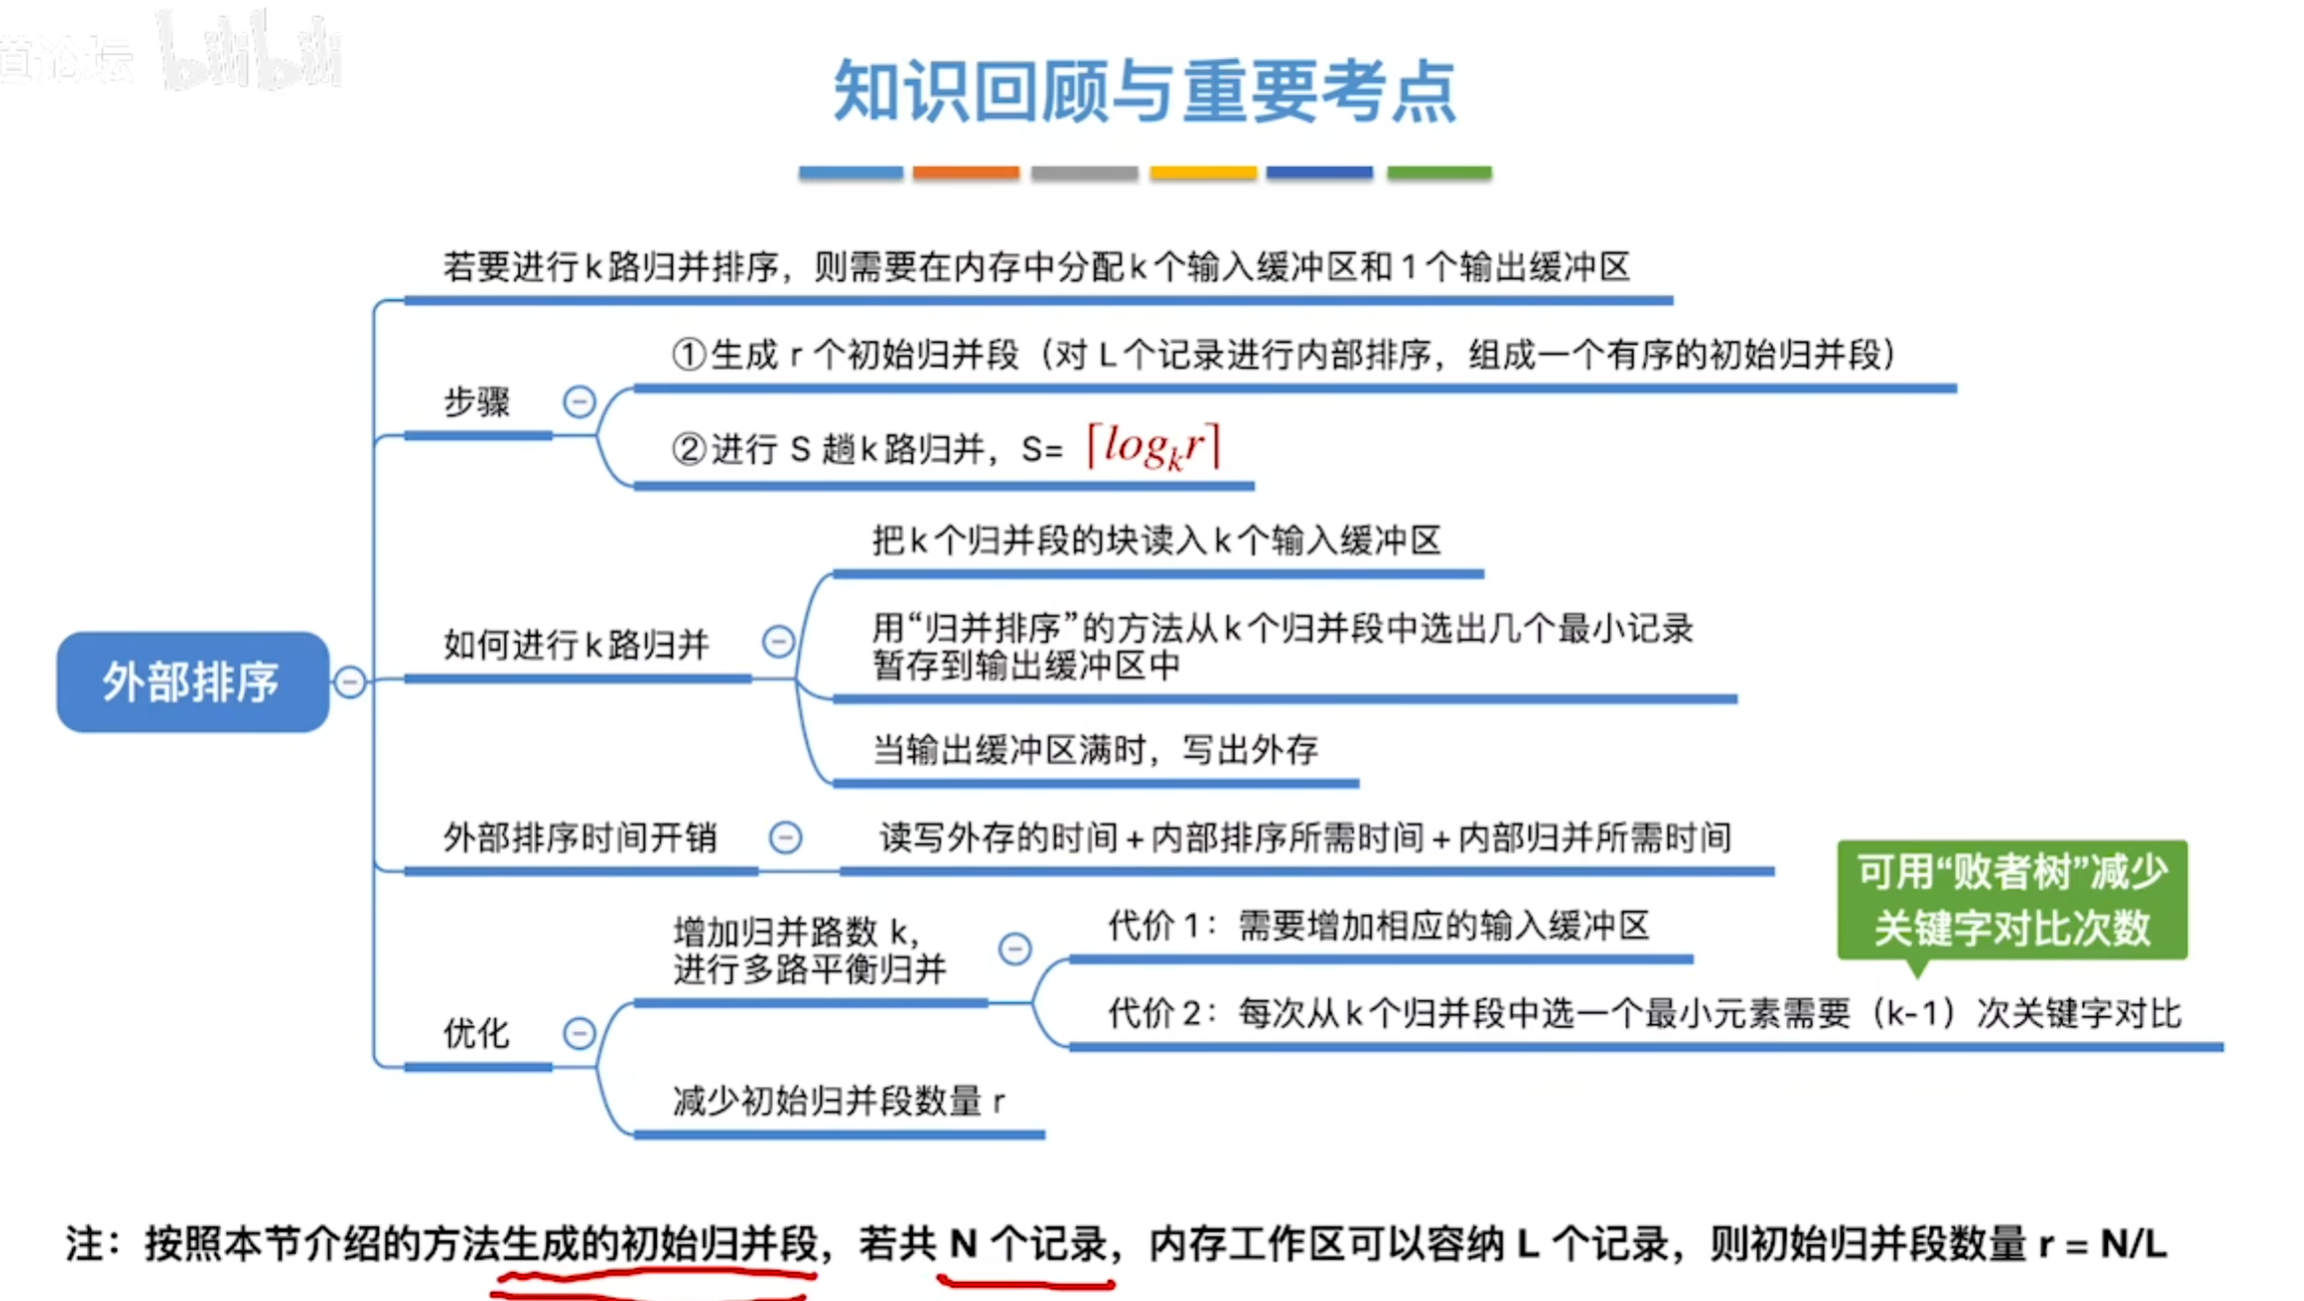 道论坛 bilibili
知识回顾与重要考点
若要进行k路归并排序，则需要在内存中分配k个输入缓冲区和1个输出缓冲区
①生成 r 个初始归并段（对 L个记录进行内部排序，组成一个有序的初始归并段）
步骤
②进行 S 趟k路归并，S= ⌈logₖr⌉
把k个归并段的块读入k个输入缓冲区
如何进行k路归并
用“归并排序”的方法从k个归并段中选出几个最小记录
暂存到输出缓冲区中
当输出缓冲区满时，写出外存
外部排序
外部排序时间开销
读写外存的时间+内部排序所需时间+内部归并所需时间
可用“败者树”减少
关键字对比次数
增加归并路数 k，
进行多路平衡归并
代价 1：需要增加相应的输入缓冲区
代价 2：每次从k个归并段中选一个最小元素需要（k-1）次关键字对比
优化
减少初始归并段数量 r
注：按照本节介绍的方法生成的初始归并段，若共 N 个记录，内存工作区可以容纳 L 个记录，则初始归并段数量 r = N/L